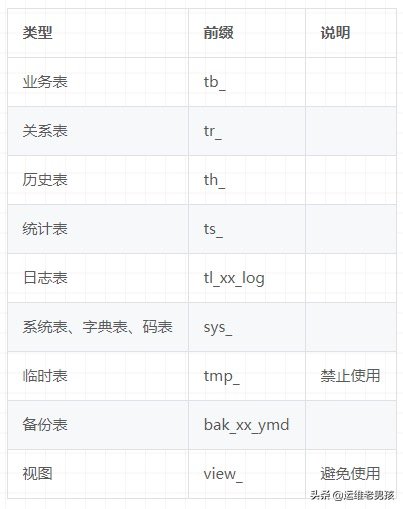 类型 前缀 说明
业务表 tb_
关系表 tr_
历史表 th_
统计表 ts_
日志表 tl_xx_log
系统表、字典表、码表 sys_
临时表 tmp_ 禁止使用
备份表 bak_xx_ymd
视图 view_ 避免使用
头条 @运维老男孩